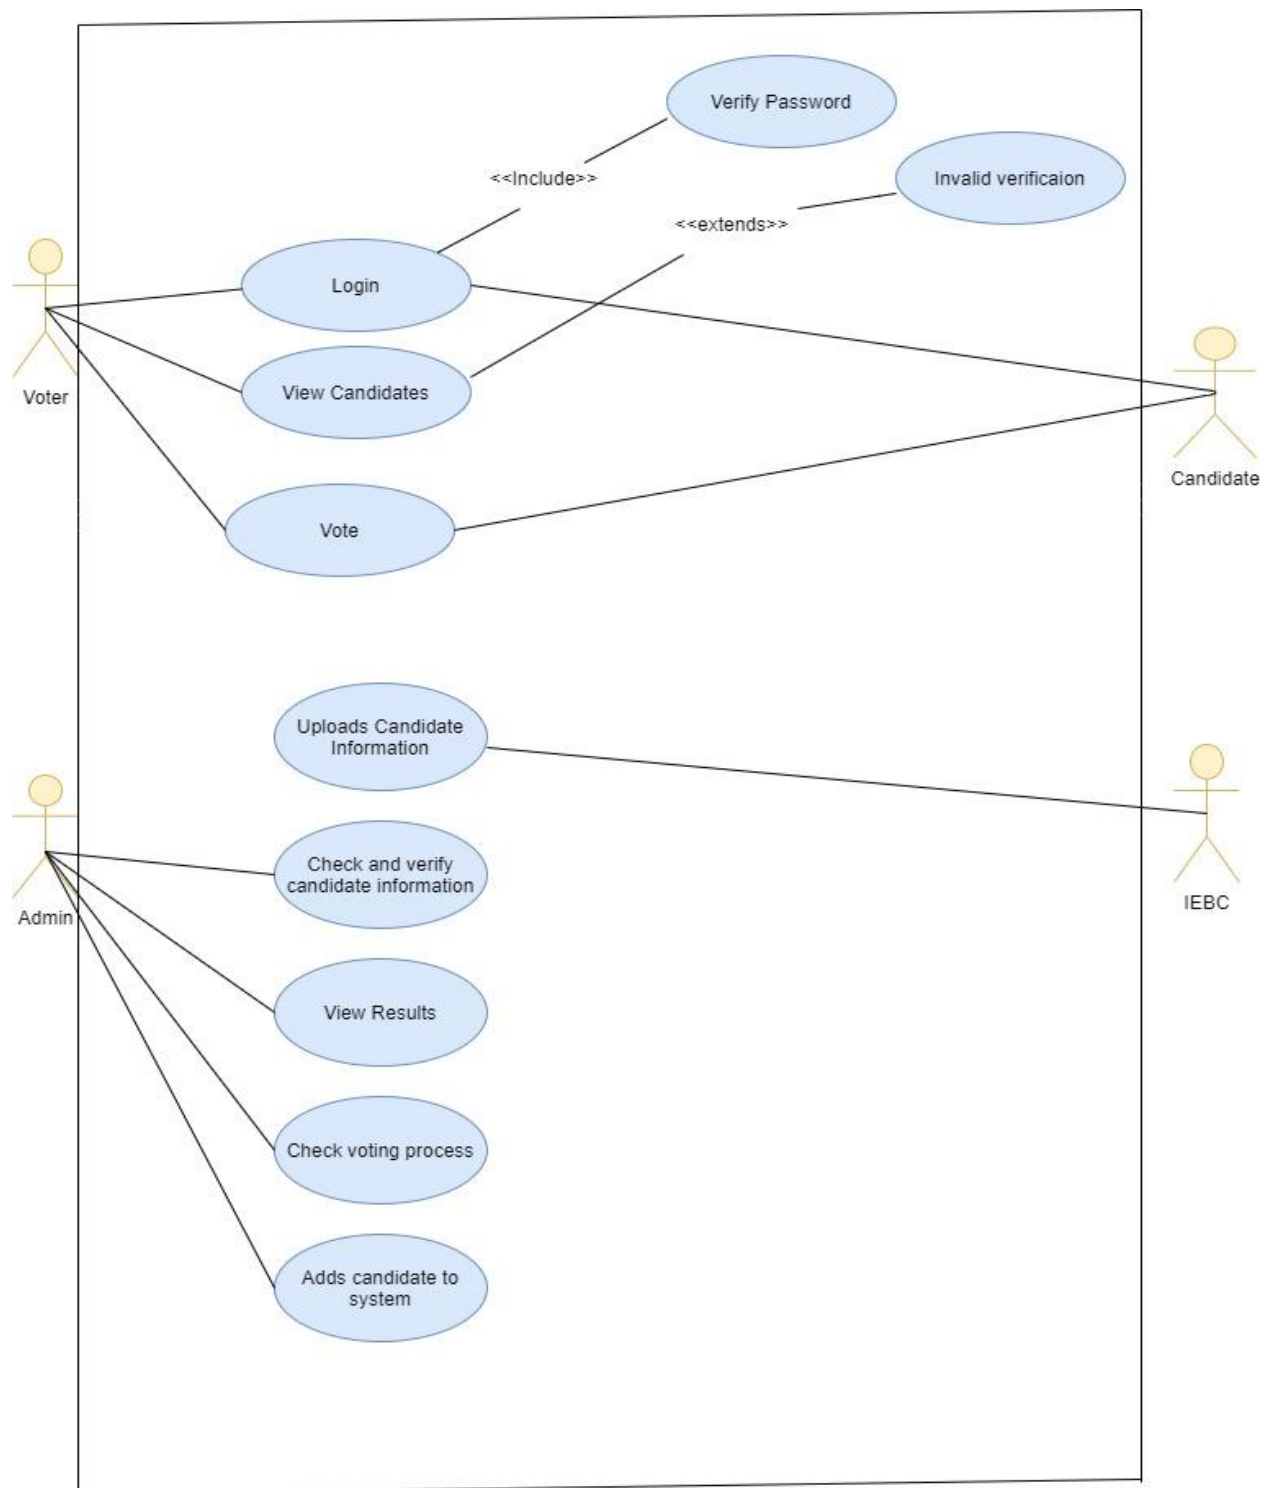 Verify Password
<<Include>>
Invalid verificaion
<<extends>>
Login
View Candidates
Voter
Candidate
Vote
Uploads Candidate
Information
Check and verify
candidate information
Admin
IEBC
View Results
Check voting process
Adds candidate to
system